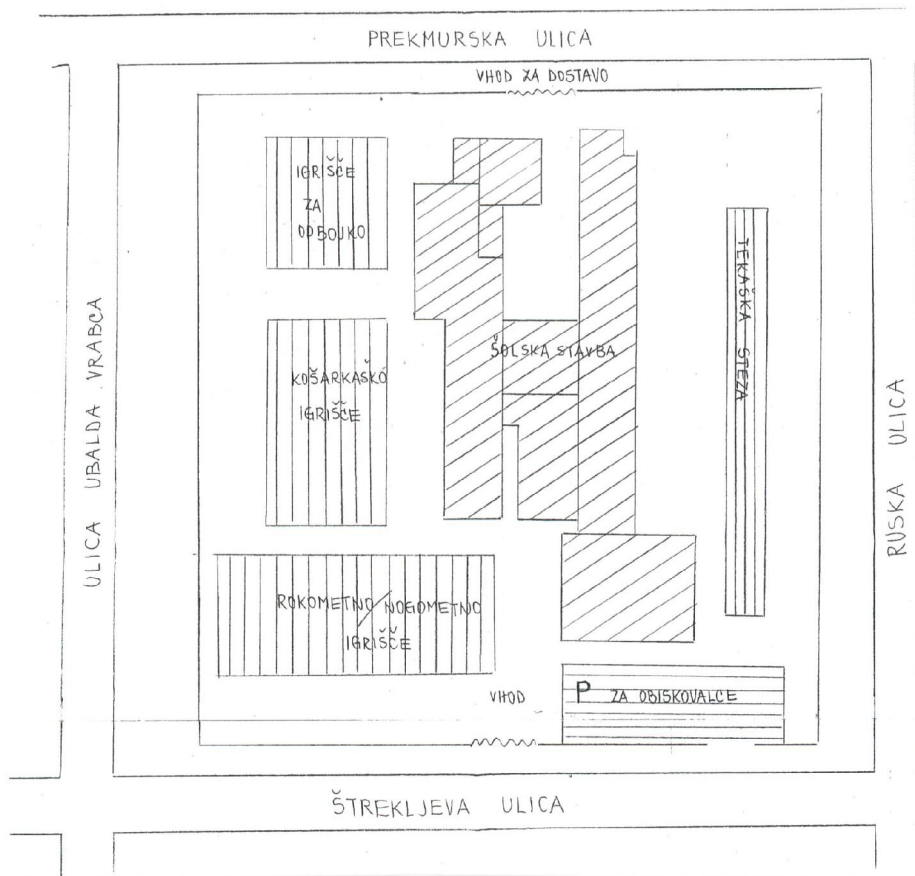 PREKMURSKA ULICA
VHOD ZA DOSTAVO
IGRIŠČE
ZA
ODBOJKO
ŠOLSKA STAVBA
TEKAŠKA STEZA
KOŠARKAŠKO
IGRIŠČE
ULICA UBALDA VRABCA
RUSKA ULICA
ROKOMETNO/NOGOMETNO
IGRIŠČE
VHOD
P ZA OBISKOVALCE
ŠTREKLJEVA ULICA